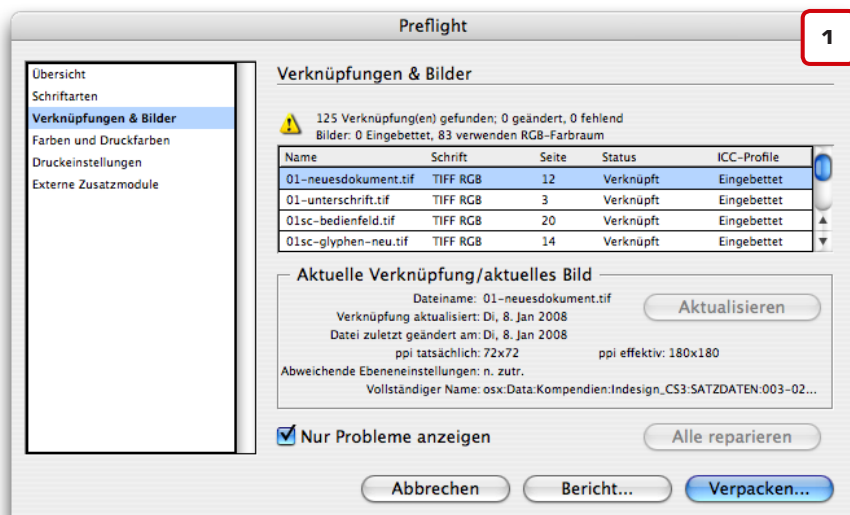 Preflight
1
Übersicht
Schriftarten
Verknüpfungen & Bilder
Farben und Druckfarben
Druckeinstellungen
Externe Zusatzmodule
Verknüpfungen & Bilder
125 Verknüpfung(en) gefunden; 0 geändert, 0 fehlend
Bilder: 0 Eingebettet, 83 verwenden RGB-Farbraum
Name Schrift Seite Status ICC-Profile
01-neuesdokument.tif TIFF RGB 12 Verknüpft Eingebettet
01-unterschrift.tif TIFF RGB 3 Verknüpft Eingebettet
01sc-bedienfeld.tif TIFF RGB 20 Verknüpft Eingebettet
01sc-glyphen-neu.tif TIFF RGB 14 Verknüpft Eingebettet
Aktuelle Verknüpfung/aktuelles Bild
Dateiname: 01-neuesdokument.tif
Aktualisieren
Verknüpfung aktualisiert: Di, 8. Jan 2008
Datei zuletzt geändert am: Di, 8. Jan 2008
ppi tatsächlich: 72x72 ppi effektiv: 180x180
Abweichende Ebeneneinstellungen: n. zutr.
Vollständiger Name: osx:Data:Kompendien:Indesign_CS3:SATZDATEN:003-02...
Nur Probleme anzeigen Alle reparieren
Abbrechen Bericht... Verpacken...